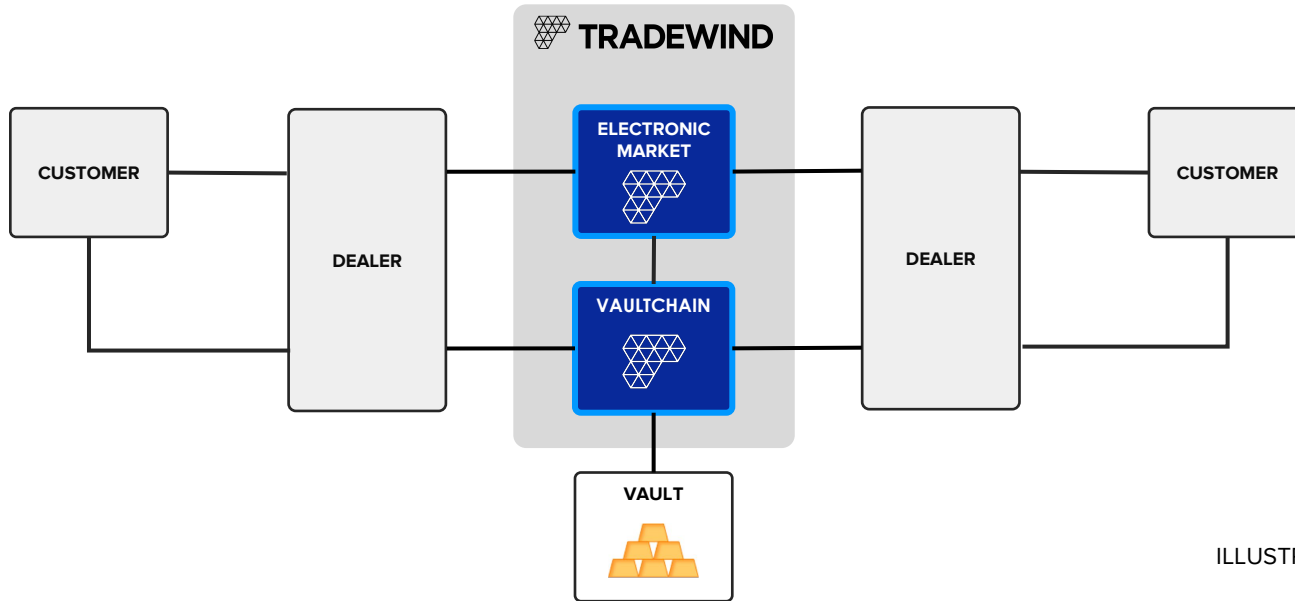 TRADEWIND
ELECTRONIC
MARKET
CUSTOMER
CUSTOMER
DEALER
DEALER
VAULTCHAIN
VAULT